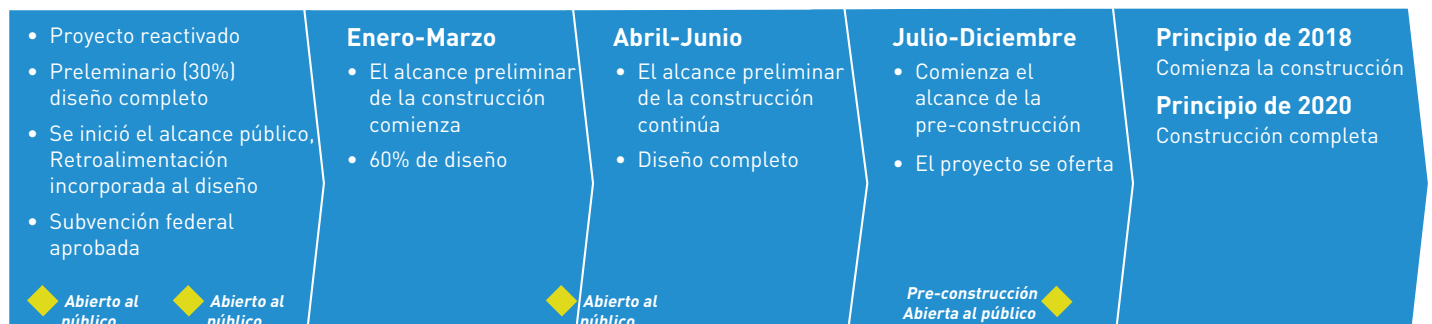 • Proyecto reactivado
• Preleminario (30%)
diseño completo
• Se inició el alcance público,
Retroalimentación
incorporada al diseño
• Subvención federal
aprobada
Abierto al
público
Abierto al
público
Enero-Marzo
• El alcance preliminar
de la construcción
comienza
• 60% de diseño
Abril-Junio
• El alcance preliminar
de la construcción
continúa
• Diseño completo
Abierto al
público
Julio-Diciembre
• Comienza el
alcance de la
pre-construcción
• El proyecto se oferta
Pre-construcción
Abierta al público
Principio de 2018
Comienza la construcción
Principio de 2020
Construcción completa